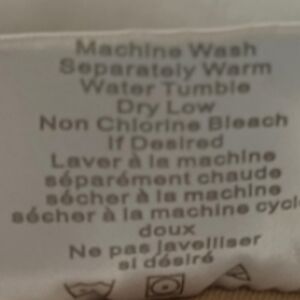 Machine Wash
Separately Warm
Water Tumble
Dry Low
Non Chlorine Bleach
If Desired
Laver à la machine
séparément chaude
sécher à la machine
sécher à la machine cycl
doux
Ne pas javelliser
si désiré